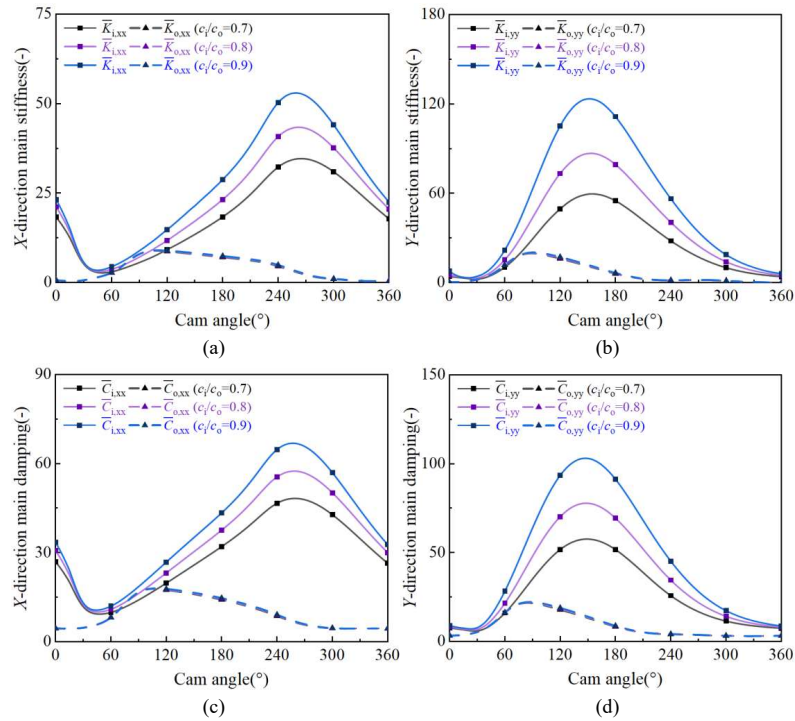 75
50
25
0
X-direction main stiffness(-)
K̅i,xx K̅o,xx (ci/co=0.7)
K̅i,xx K̅o,xx (ci/co=0.8)
K̅i,xx K̅o,xx (ci/co=0.9)
0 60 120 180 240 300 360
Cam angle(°)
(a)
180
120
60
0
Y-direction main stiffness(-)
K̅i,yy K̅o,yy (ci/co=0.7)
K̅i,yy K̅o,yy (ci/co=0.8)
K̅i,yy K̅o,yy (ci/co=0.9)
0 60 120 180 240 300 360
Cam angle(°)
(b)
90
60
30
0
X-direction main damping(-)
C̅i,xx C̅o,xx (ci/co=0.7)
C̅i,xx C̅o,xx (ci/co=0.8)
C̅i,xx C̅o,xx (ci/co=0.9)
0 60 120 180 240 300 360
Cam angle(°)
(c)
150
100
50
0
Y-direction main damping(-)
C̅i,yy C̅o,yy (ci/co=0.7)
C̅i,yy C̅o,yy (ci/co=0.8)
C̅i,yy C̅o,yy (ci/co=0.9)
0 60 120 180 240 300 360
Cam angle(°)
(d)